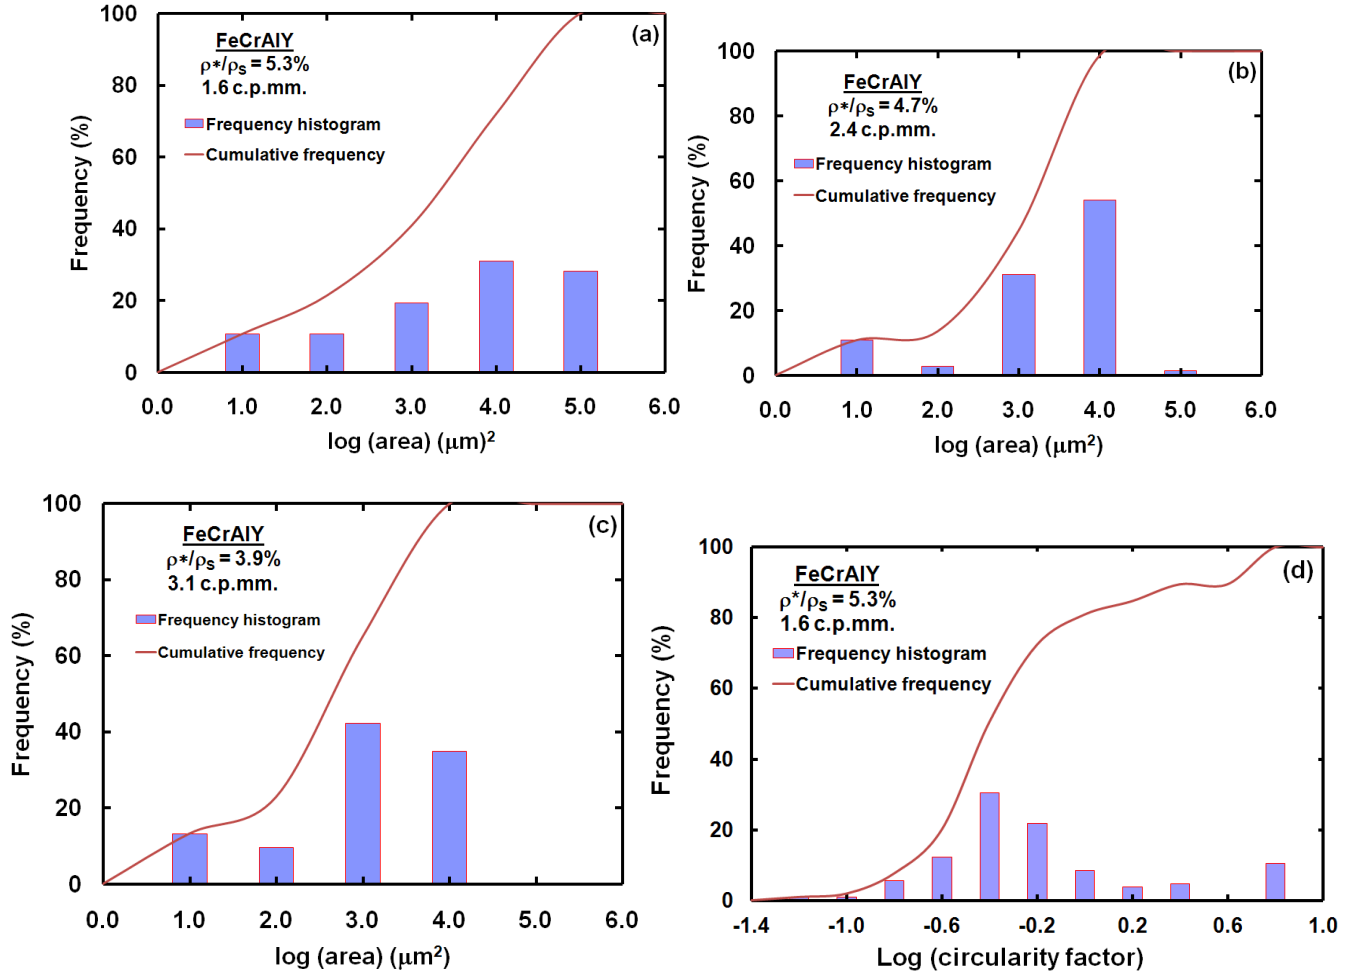 (a)
FeCrAlY
ρ*/ρs = 5.3%
1.6 c.p.mm.
Frequency histogram
Cumulative frequency
Frequency (%)
100
80
60
40
20
0
0.0 1.0 2.0 3.0 4.0 5.0 6.0
log (area) (μm)²
(b)
FeCrAlY
ρ*/ρs = 4.7%
2.4 c.p.mm.
Frequency histogram
Cumulative frequency
Frequency (%)
100
80
60
40
20
0
0.0 1.0 2.0 3.0 4.0 5.0 6.0
log (area) (μm²)
(c)
FeCrAlY
ρ*/ρs = 3.9%
3.1 c.p.mm.
Frequency histogram
Cumulative frequency
Frequency (%)
100
80
60
40
20
0
0.0 1.0 2.0 3.0 4.0 5.0 6.0
log (area) (μm²)
(d)
FeCrAlY
ρ*/ρs = 5.3%
1.6 c.p.mm.
Frequency histogram
Cumulative frequency
Frequency (%)
100
80
60
40
20
0
-1.4 -1.0 -0.6 -0.2 0.2 0.6 1.0
Log (circularity factor)